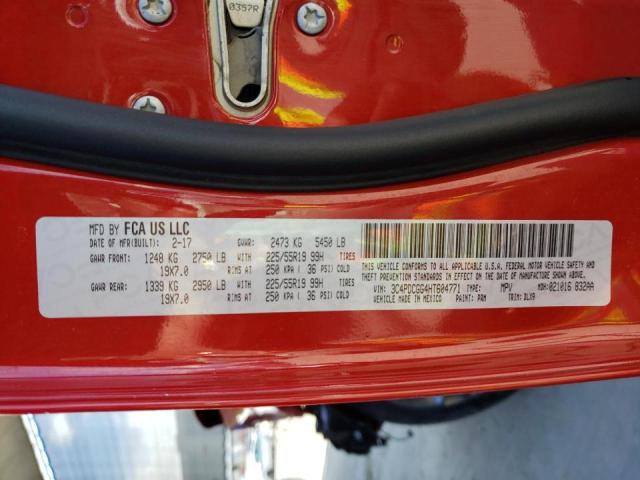 0357R
MFD BY FCA US LLC
DATE OF MFR(BUILT): 2-17 GVWR: 2473 KG 5450 LB
GAWR FRONT: 1248 KG 2750 LB WITH 225/55R19 99H TIRES
19X7.0 RIMS AT 250 KPA ( 36 PSI) COLD
GAWR REAR: 1339 KG 2950 LB WITH 225/55R19 99H TIRES
19X7.0 RIMS AT 250 KPA ( 36 PSI) COLD
THIS VEHICLE CONFORMS TO ALL APPLICABLE U.S. FEDERAL MOTOR VEHICLE SAFETY, BUMPER,
AND THEFT PREVENTION STANDARDS IN EFFECT ON THE DATE OF MANUFACTURE SHOWN ABOVE
VIN: 3C4PDCGG4HT604771 TYPE: MPV MDH:021016 832AA
VEHICLE MADE IN MEXICO PAINT: PRM TRIM: DLX9